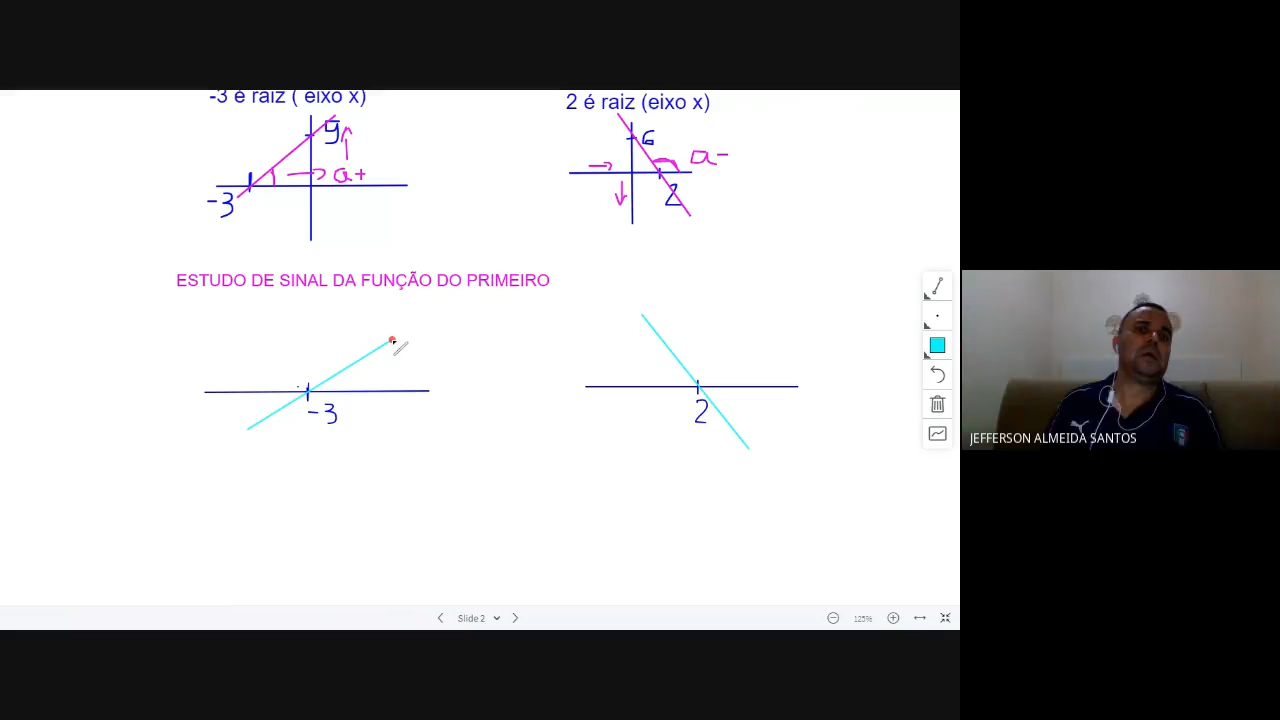 -3 é raiz ( eixo x)
2 é raiz (eixo x)
9
a+
-3
6
a-
2
ESTUDO DE SINAL DA FUNÇÃO DO PRIMEIRO
-3
2
JEFFERSON ALMEIDA SANTOS
Slide 2
125%